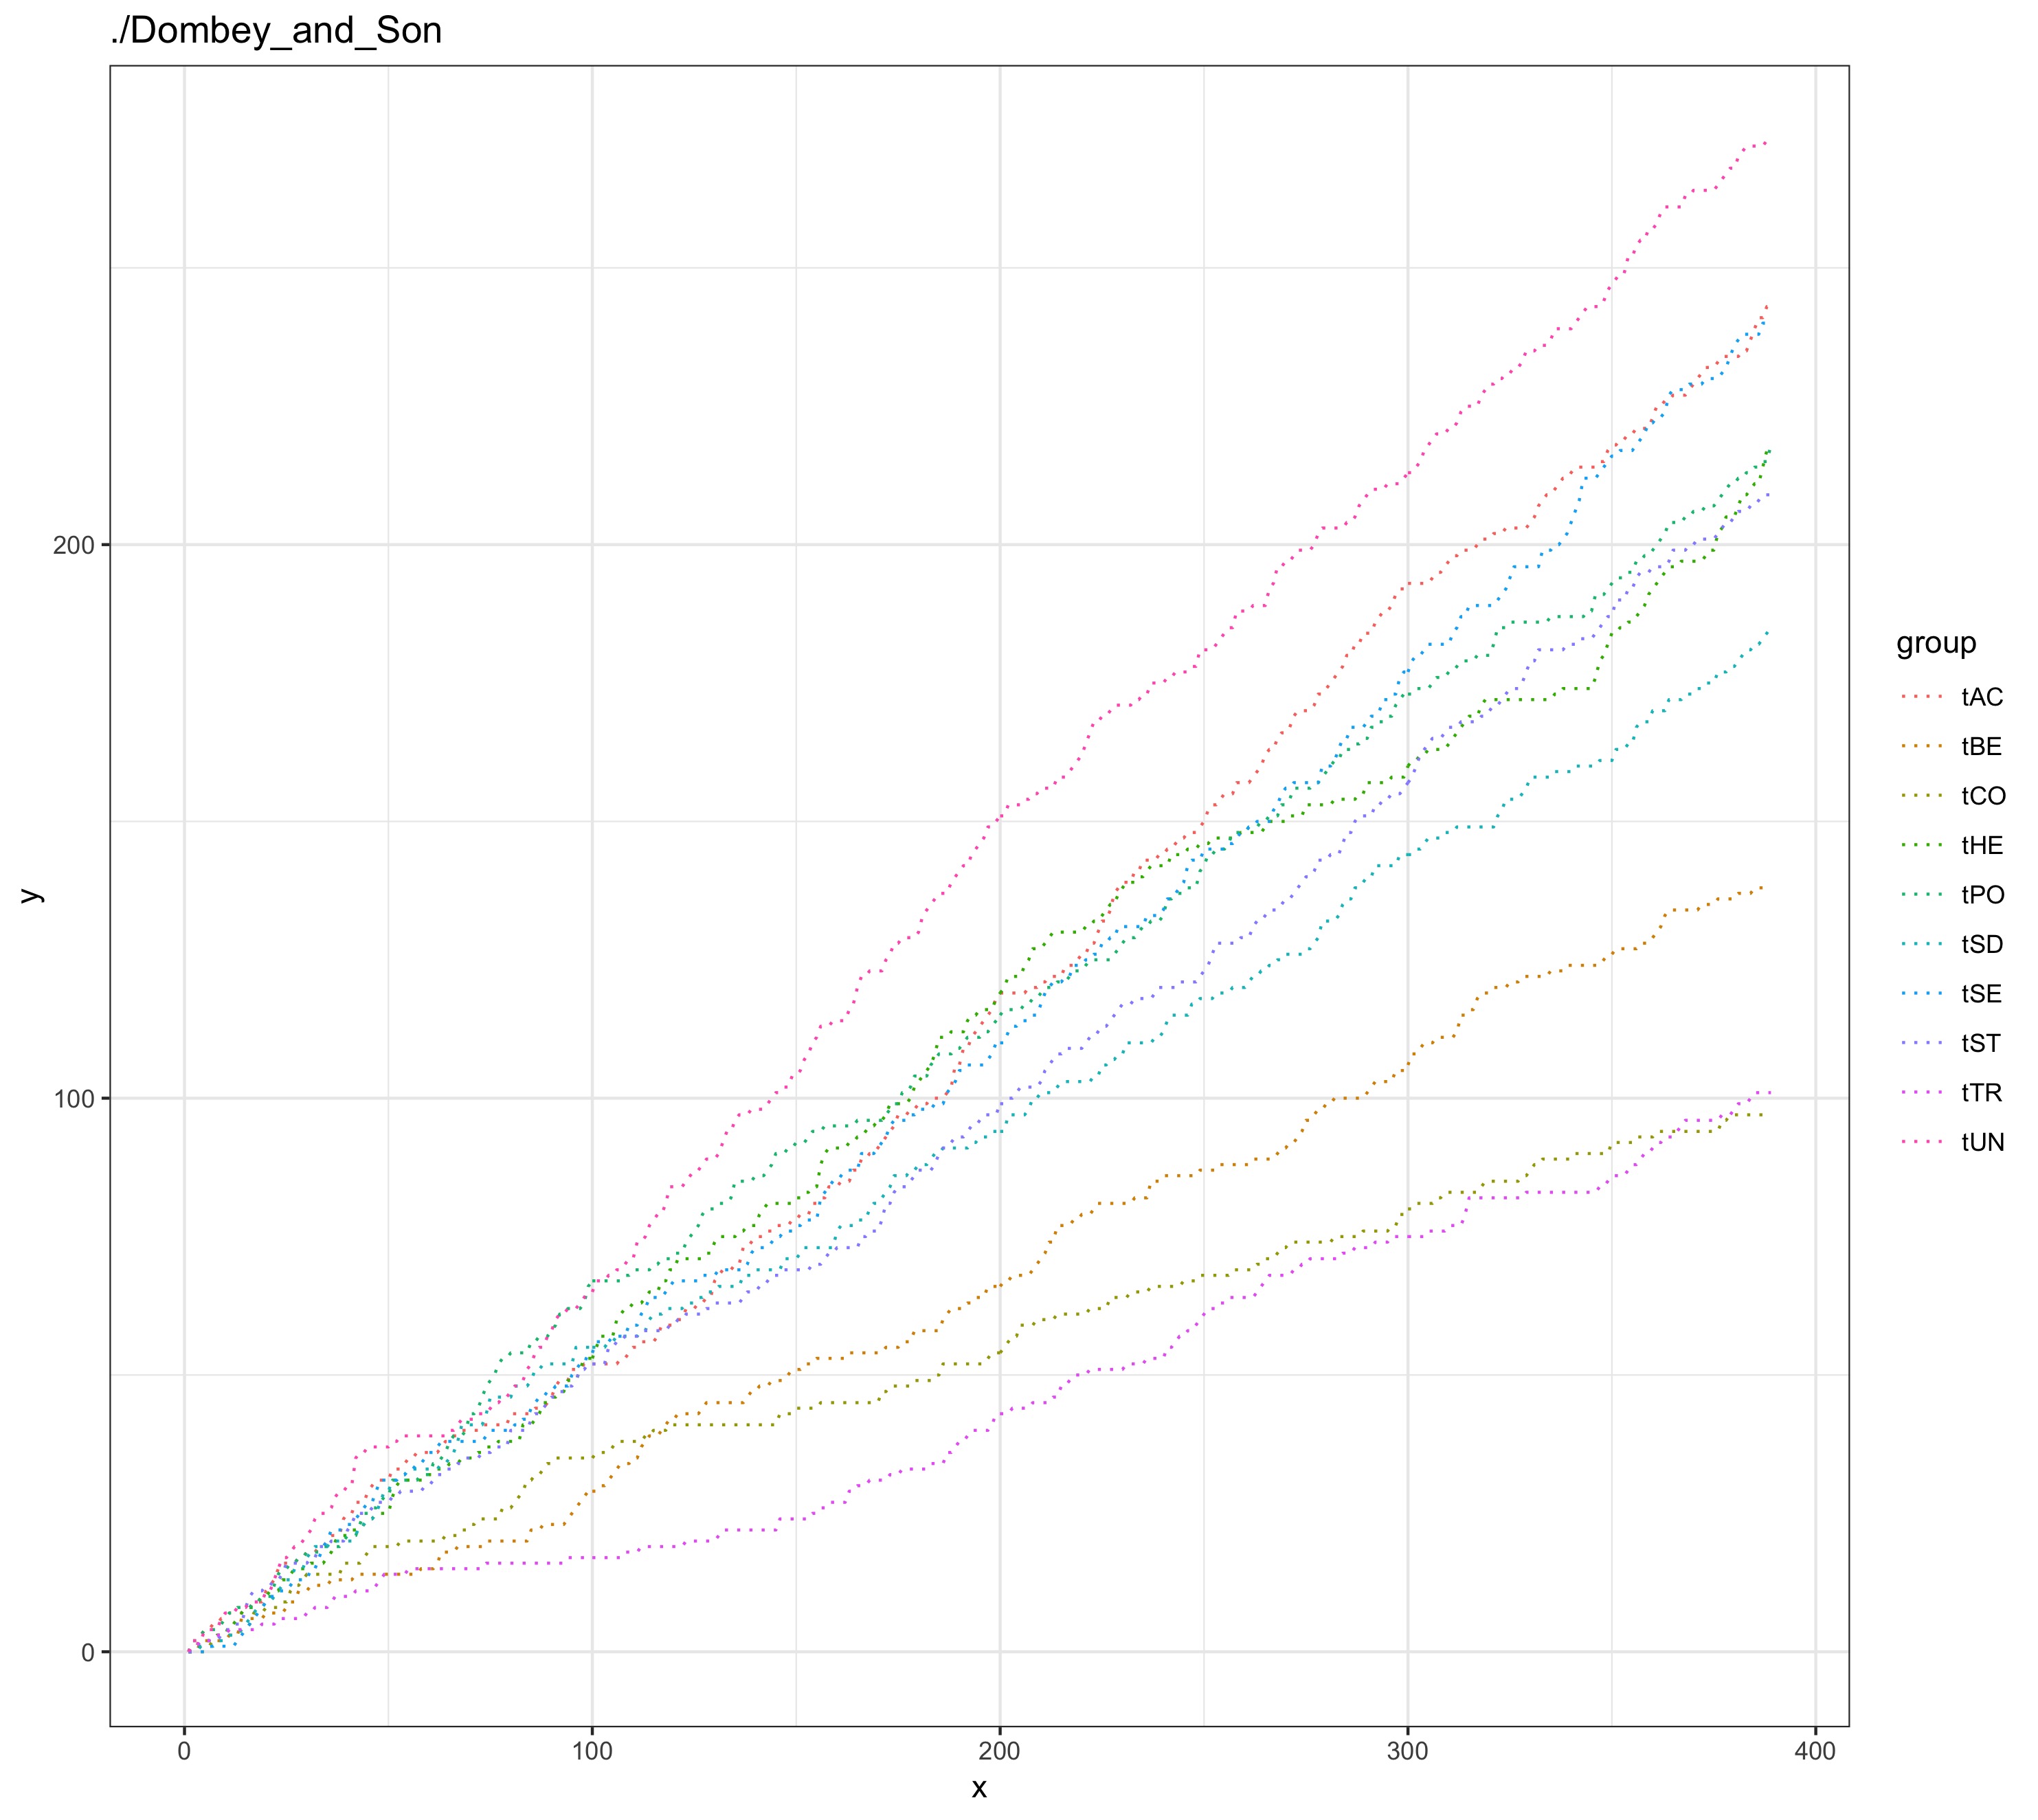 ./Dombey_and_Son
200
100
0
y
0 100 200 300 400
x
group
tAC
tBE
tCO
tHE
tPO
tSD
tSE
tST
tTR
tUN